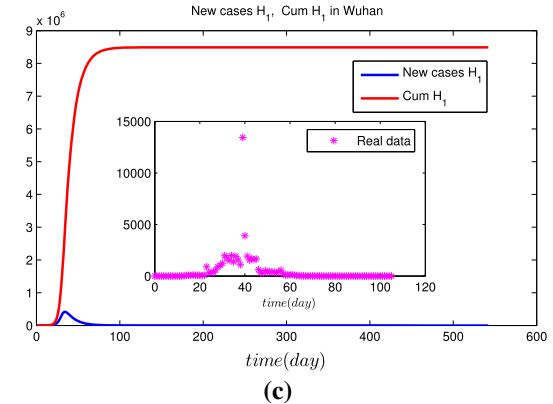 New cases H₁, Cum H₁ in Wuhan
x 10⁶
9
8
7
6
5
4
3
2
1
0
0 100 200 300 400 500 600
time(day)
New cases H₁
Cum H₁
15000
10000
5000
0
0 20 40 60 80 100 120
time(day)
Real data
(c)